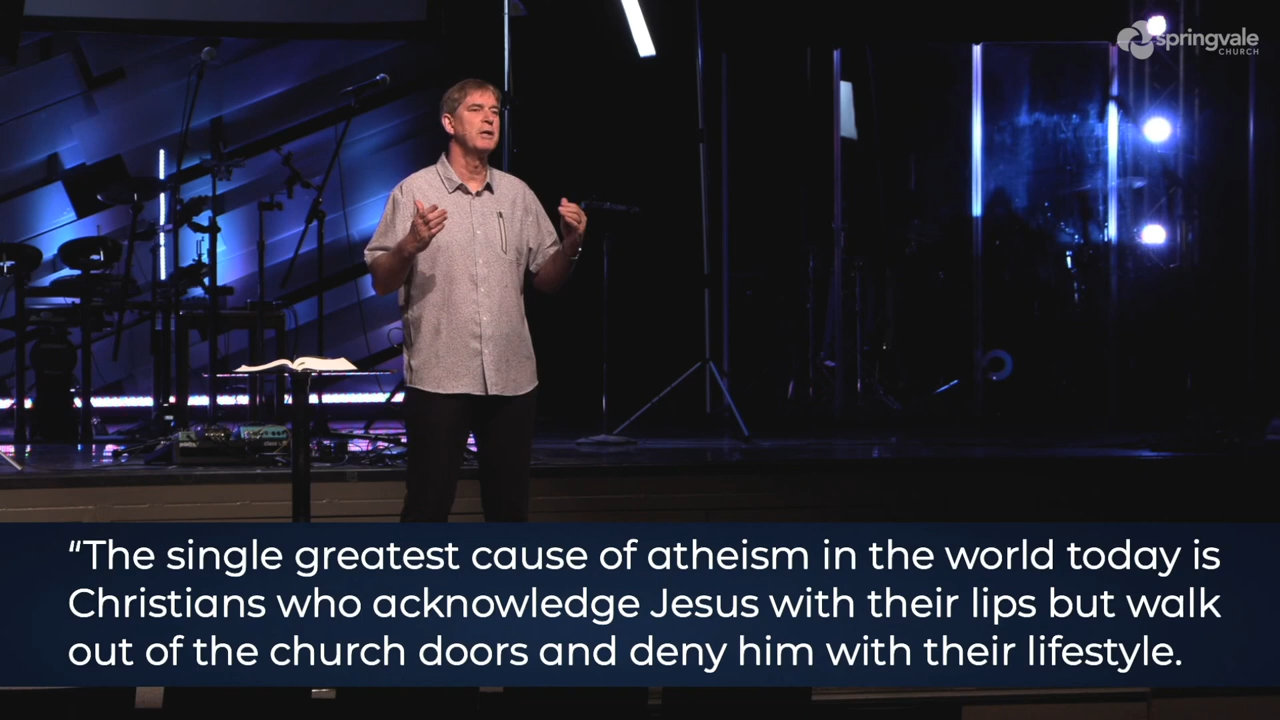 springvale
CHURCH
“The single greatest cause of atheism in the world today is
Christians who acknowledge Jesus with their lips but walk
out of the church doors and deny him with their lifestyle.